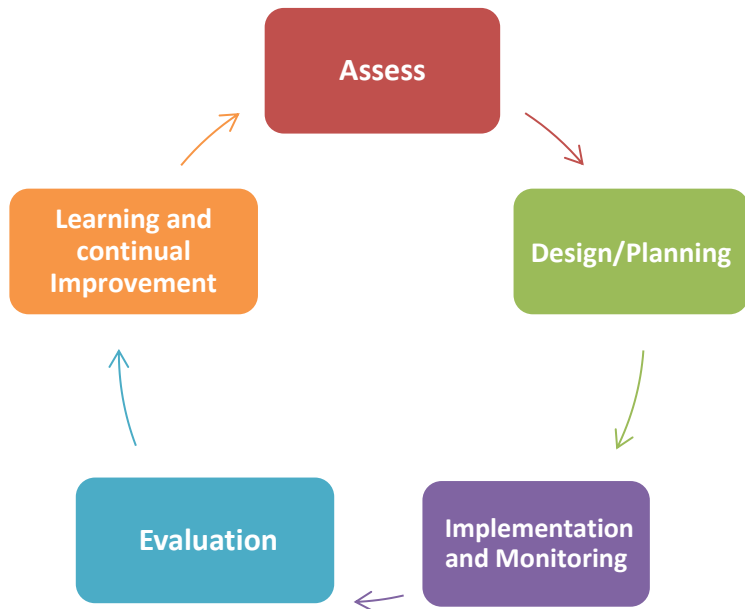 Assess
Learning and
continual
Improvement
Design/Planning
Evaluation
Implementation
and Monitoring